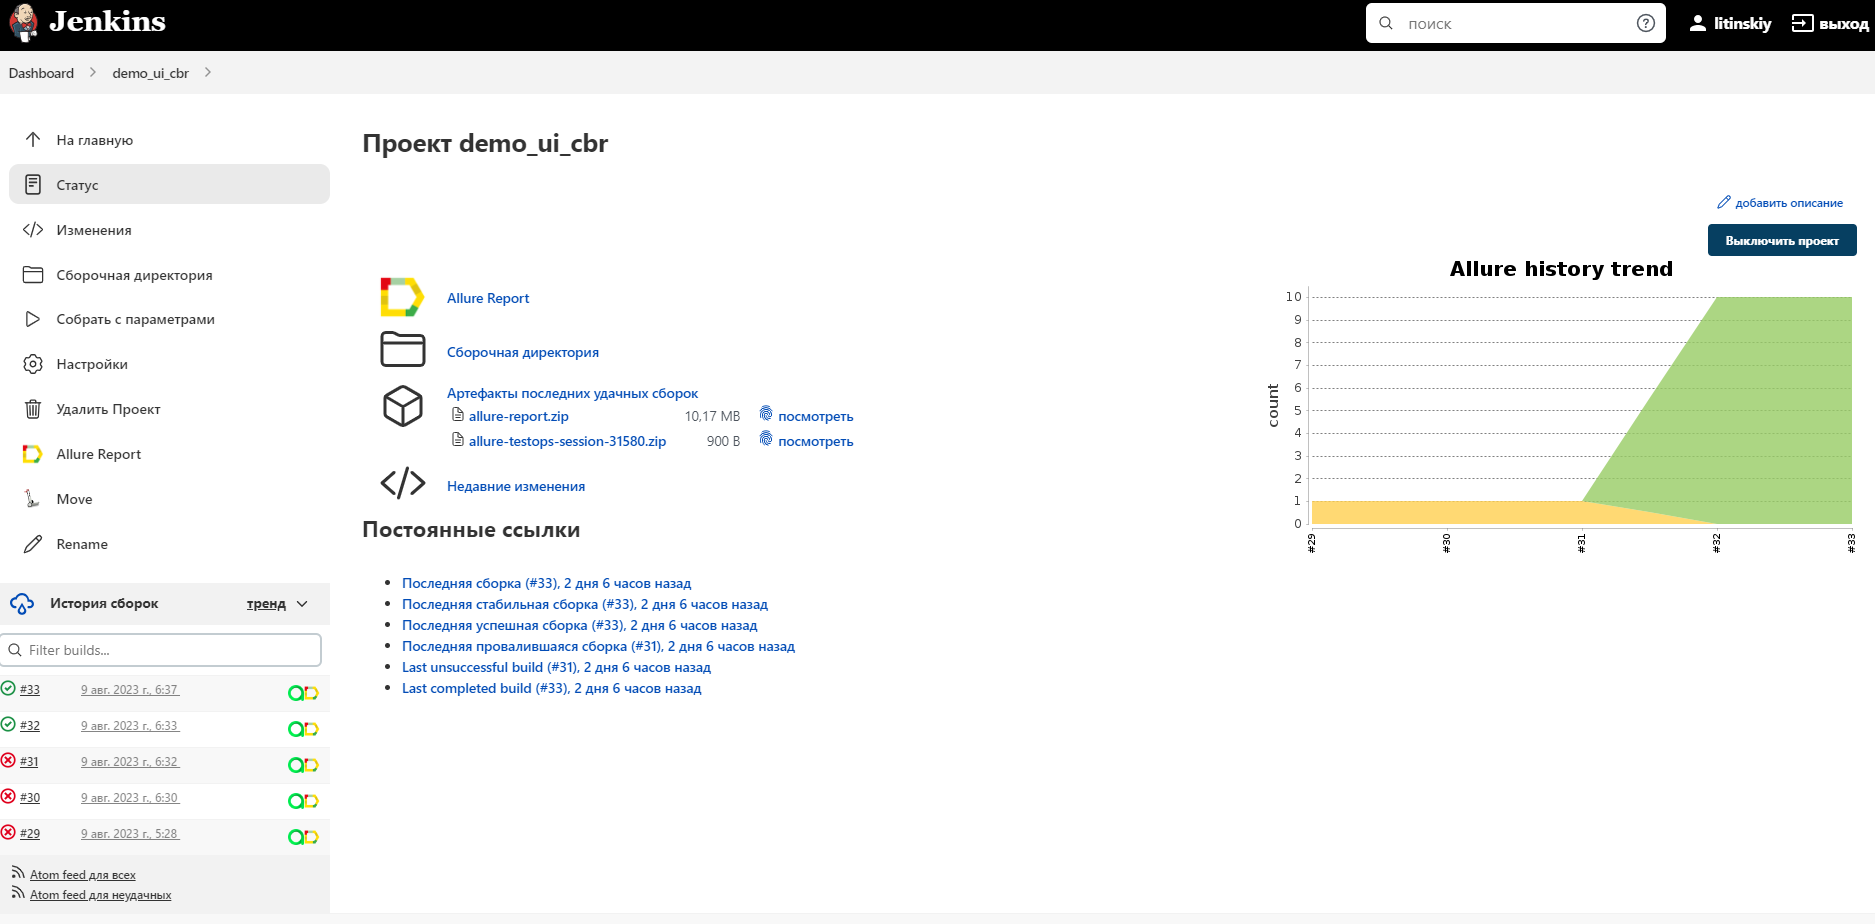 Jenkins
поиск
litinskiy
выход
Dashboard
demo_ui_cbr
На главную
Статус
Изменения
Сборочная директория
Собрать с параметрами
Настройки
Удалить Проект
Allure Report
Move
Rename
История сборок
тренд
Filter builds...
#33 9 авг. 2023 г., 6:37
#32 9 авг. 2023 г., 6:33
#31 9 авг. 2023 г., 6:32
#30 9 авг. 2023 г., 6:30
#29 9 авг. 2023 г., 5:28
Atom feed для всех
Atom feed для неудачных
Проект demo_ui_cbr
добавить описание
Выключить проект
Allure Report
Сборочная директория
Артефакты последних удачных сборок
allure-report.zip 10,17 MB посмотреть
allure-testops-session-31580.zip 900 B посмотреть
Недавние изменения
Постоянные ссылки
Последняя сборка (#33), 2 дня 6 часов назад
Последняя стабильная сборка (#33), 2 дня 6 часов назад
Последняя успешная сборка (#33), 2 дня 6 часов назад
Последняя провалившаяся сборка (#31), 2 дня 6 часов назад
Last unsuccessful build (#31), 2 дня 6 часов назад
Last completed build (#33), 2 дня 6 часов назад
Allure history trend
count
10
9
8
7
6
5
4
3
2
1
0
#29
#30
#31
#32
#33